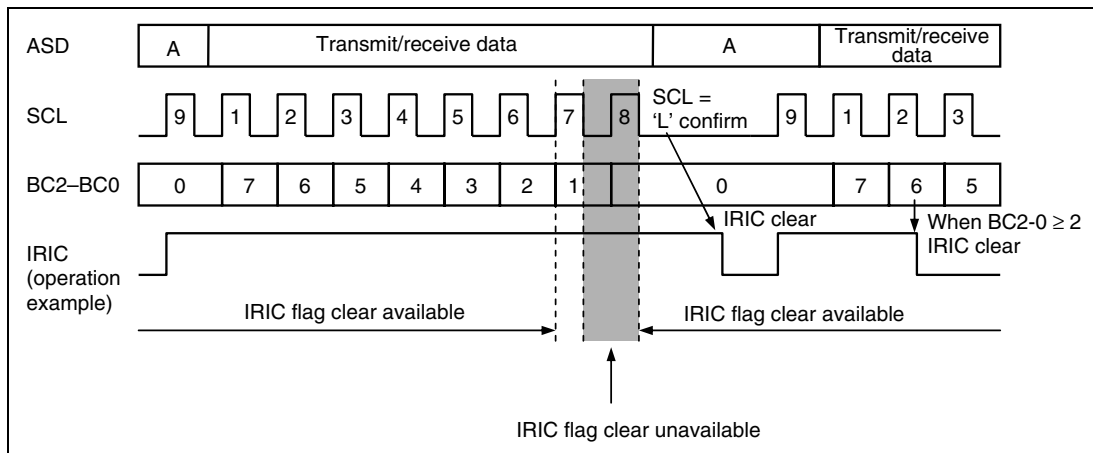 ASD
A
Transmit/receive data
A
Transmit/receive
data
SCL
9
1
2
3
4
5
6
7
8
SCL =
'L' confirm
9
1
2
3
BC2–BC0
0
7
6
5
4
3
2
1
0
7
6
5
IRIC clear
When BC2-0 ≥ 2
IRIC clear
IRIC
(operation
example)
IRIC flag clear available
IRIC flag clear available
IRIC flag clear unavailable